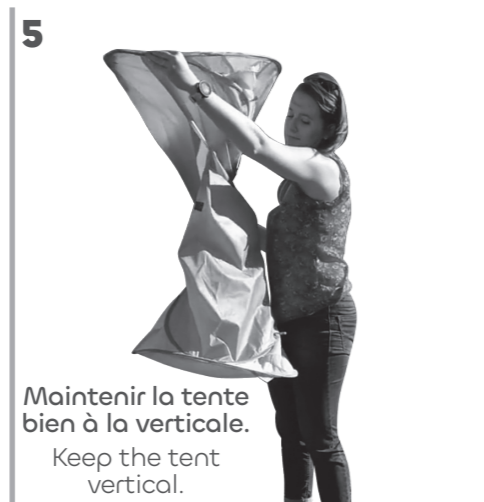 5
Maintenir la tente
bien à la verticale.
Keep the tent
vertical.